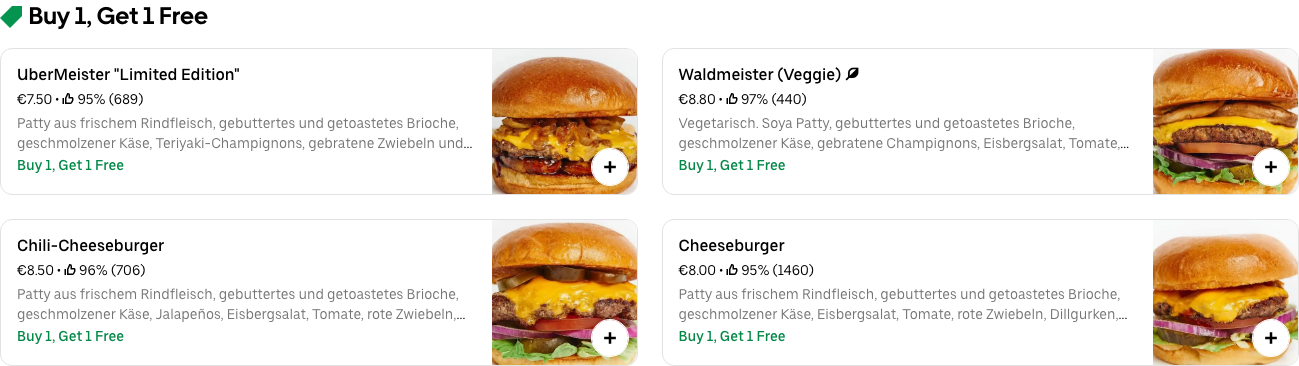 Buy 1, Get 1 Free
UberMeister "Limited Edition"
€7.50 • 95% (689)
Patty aus frischem Rindfleisch, gebuttertes und getoastetes Brioche,
geschmolzener Käse, Teriyaki-Champignons, gebratene Zwiebeln und...
Buy 1, Get 1 Free
Waldmeister (Veggie)
€8.80 • 97% (440)
Vegetarisch. Soya Patty, gebuttertes und getoastetes Brioche,
geschmolzener Käse, gebratene Champignons, Eisbergsalat, Tomate,...
Buy 1, Get 1 Free
Chili-Cheeseburger
€8.50 • 96% (706)
Patty aus frischem Rindfleisch, gebuttertes und getoastetes Brioche,
geschmolzener Käse, Jalapeños, Eisbergsalat, Tomate, rote Zwiebeln,...
Buy 1, Get 1 Free
Cheeseburger
€8.00 • 95% (1460)
Patty aus frischem Rindfleisch, gebuttertes und getoastetes Brioche,
geschmolzener Käse, Eisbergsalat, Tomate, rote Zwiebeln, Dillgurken,...
Buy 1, Get 1 Free